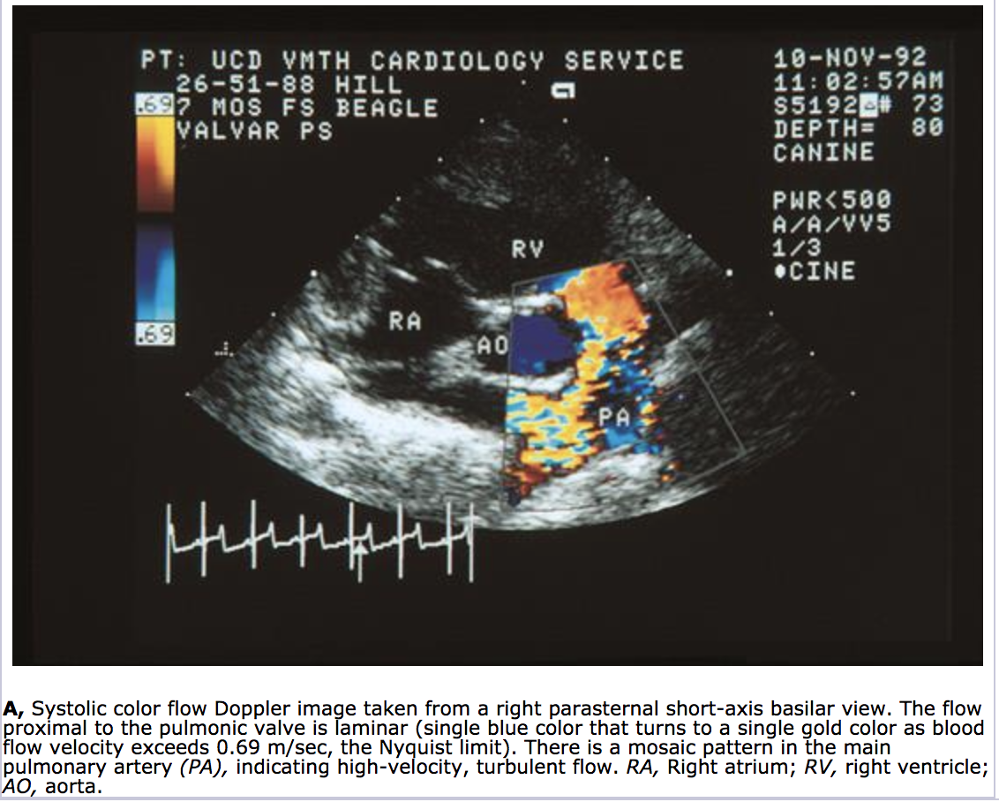 PT: UCD VMTH CARDIOLOGY SERVICE
26-51-88 HILL
.69
7 MOS FS BEAGLE
VALVAR PS
.69
10-NOV-92
11:02:57AM
S5192 # 73
DEPTH= 80
CANINE
PWR<500
A/A/VV5
1/3
CINE
RV
RA
AO
PA
A, Systolic color flow Doppler image taken from a right parasternal short-axis basilar view. The flow
proximal to the pulmonic valve is laminar (single blue color that turns to a single gold color as blood
flow velocity exceeds 0.69 m/sec, the Nyquist limit). There is a mosaic pattern in the main
pulmonary artery (PA), indicating high-velocity, turbulent flow. RA, Right atrium; RV, right ventricle;
AO, aorta.